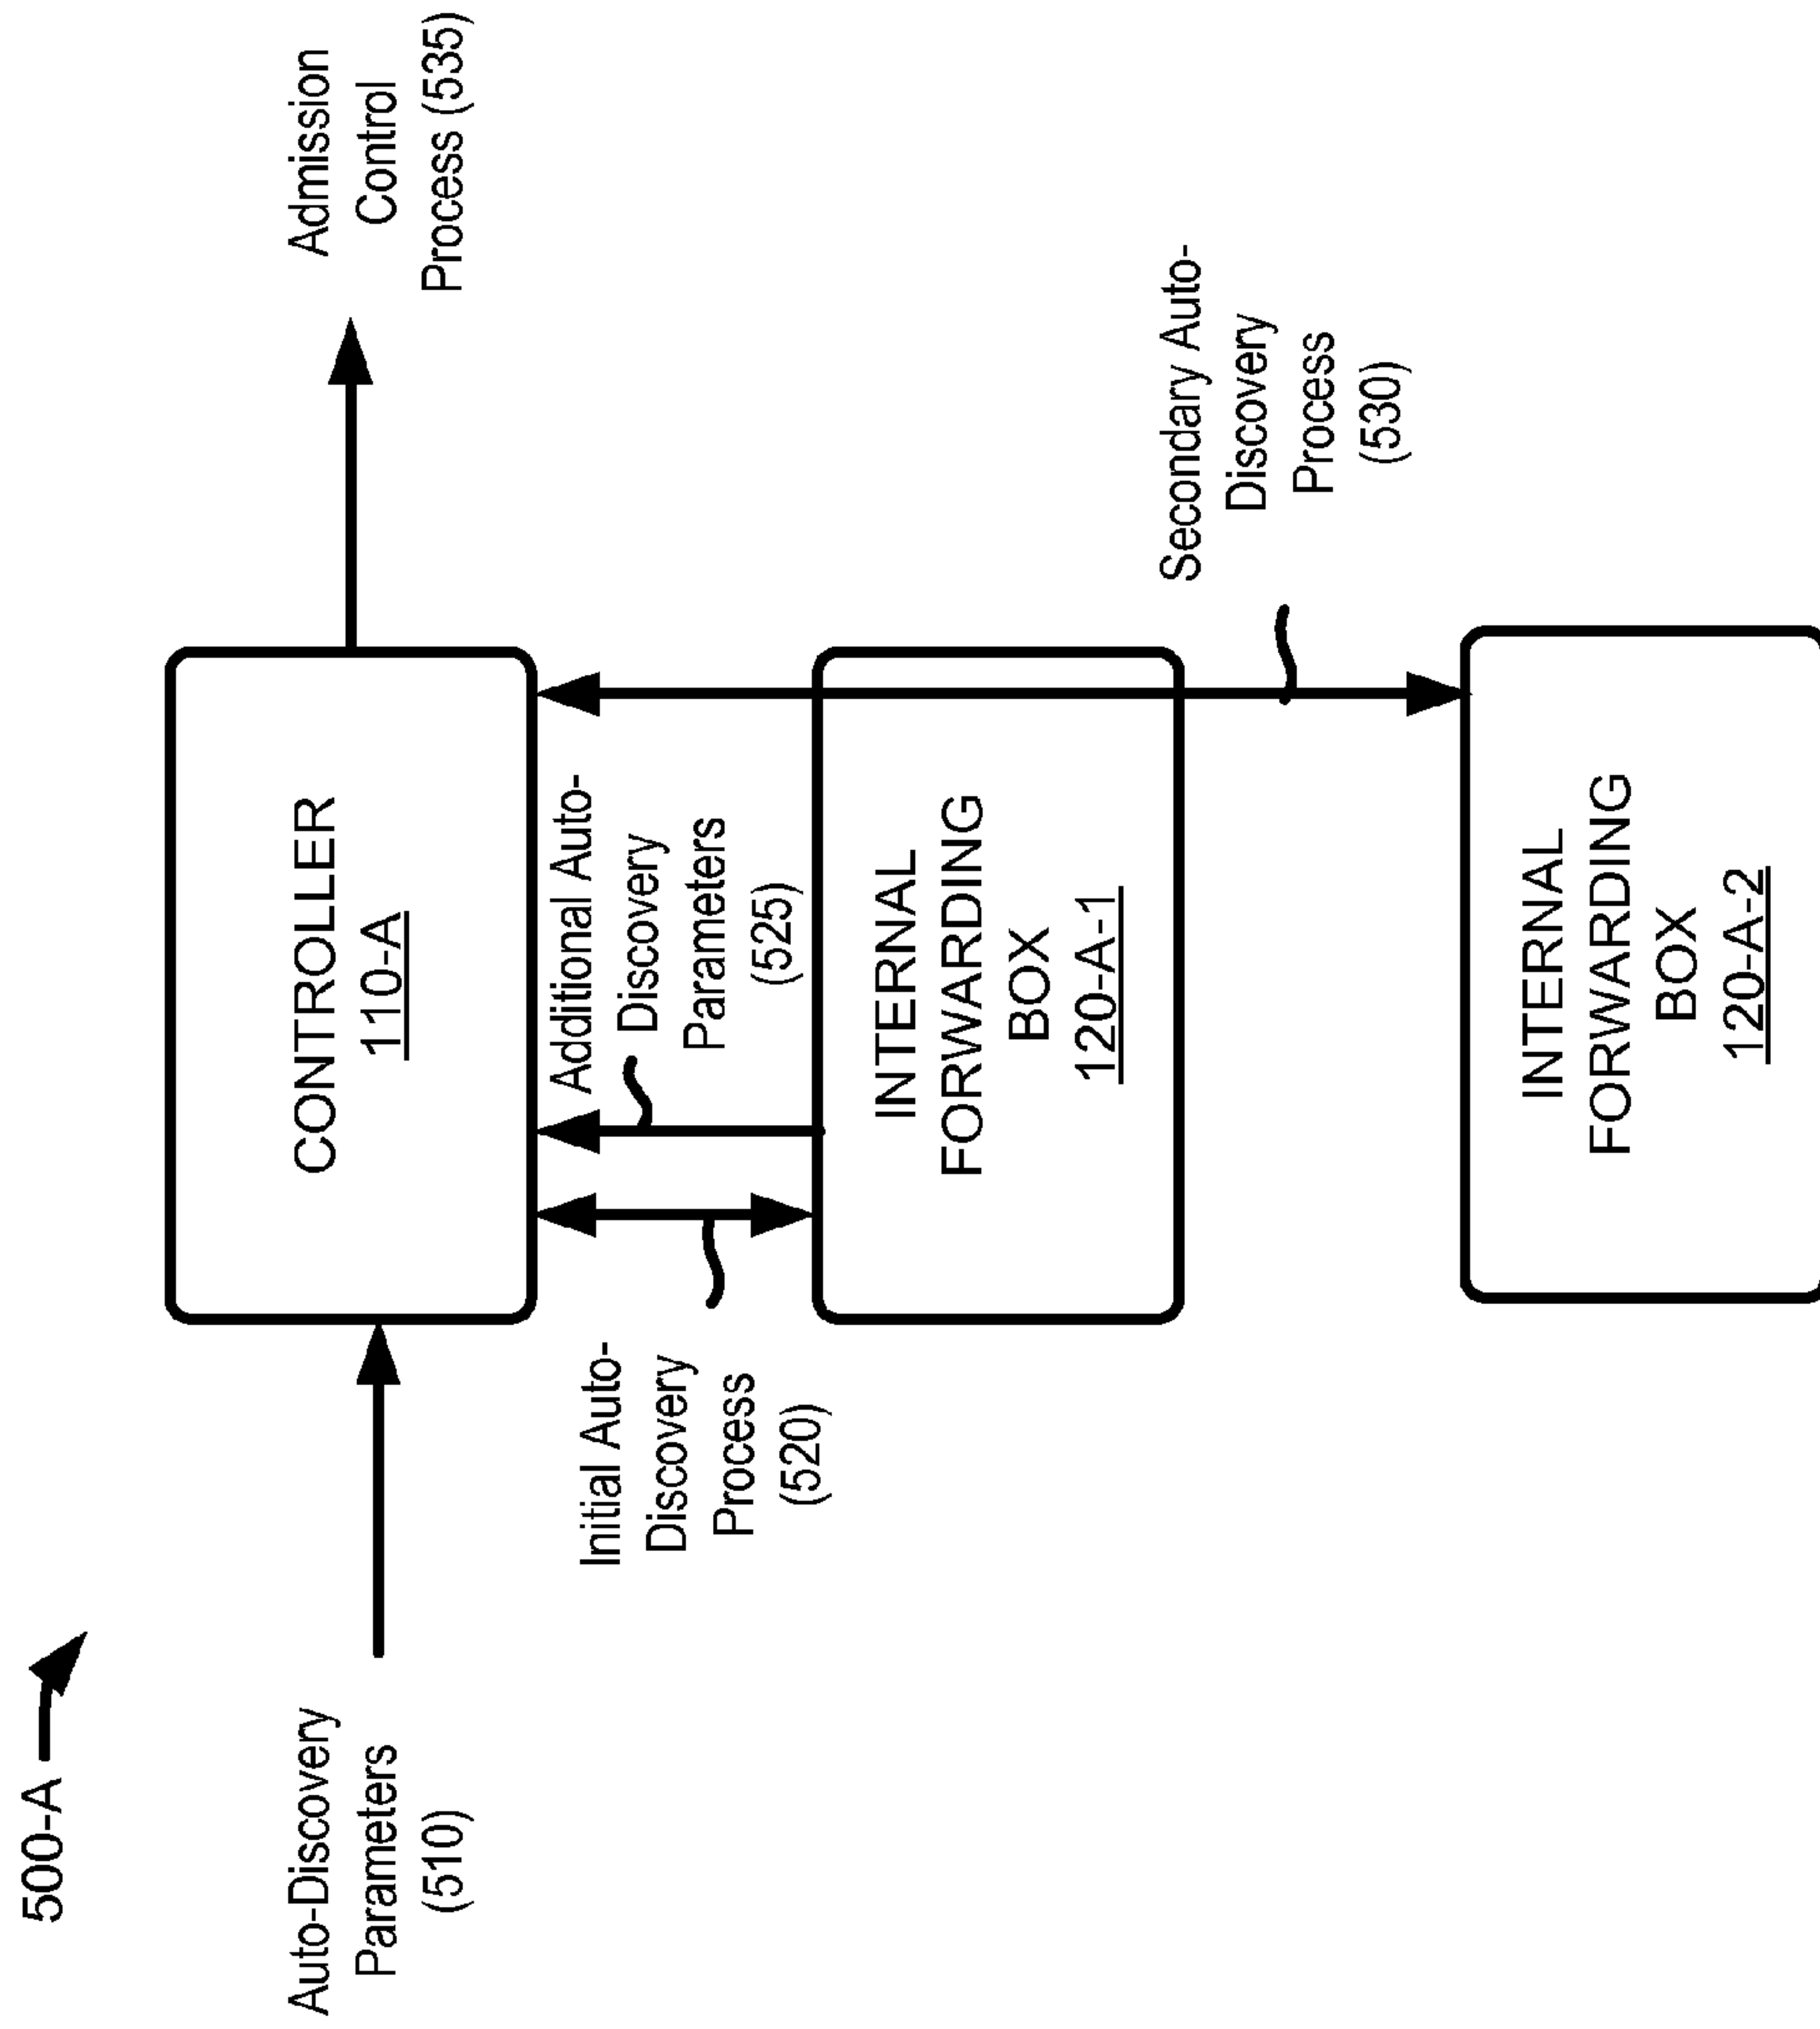 500-A
Auto-Discovery
Parameters
(510)
CONTROLLER
110-A
Admission
Control
Process (535)
Initial Auto-
Discovery
Process
(520)
Additional Auto-
Discovery
Parameters
(525)
INTERNAL
FORWARDING
BOX
120-A-1
Secondary Auto-
Discovery
Process
(530)
INTERNAL
FORWARDING
BOX
120-A-2